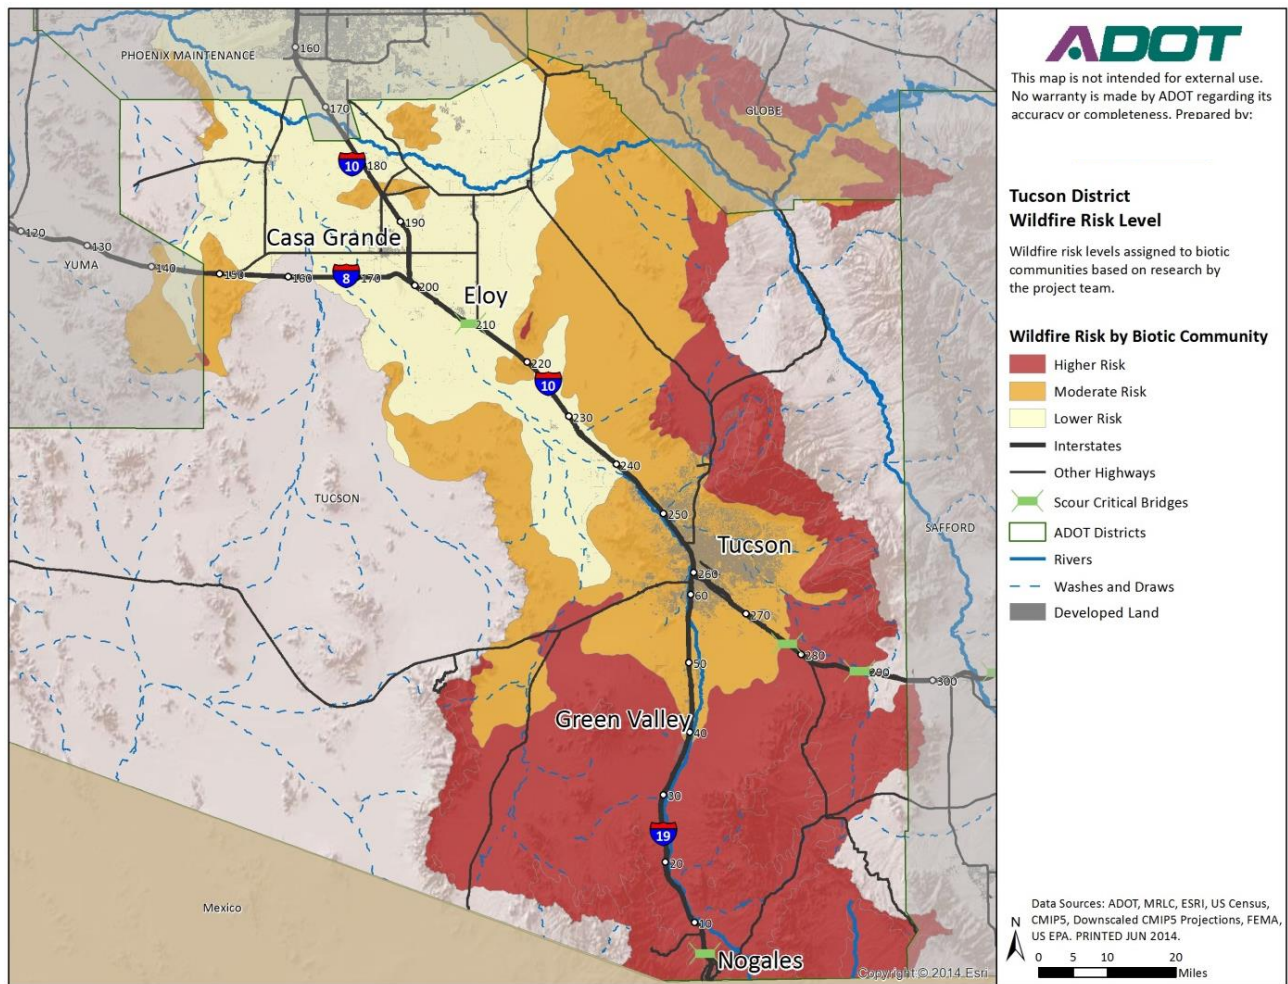 PHOENIX MAINTENANCE
160
170
GLOBE
10
180
190
Casa Grande
120
130
YUMA
140
150
160
8
170
200
Eloy
210
220
10
230
240
TUCSON
250
SAFFORD
Tucson
260
60
270
280
290
300
50
Green Valley
40
30
19
20
10
Mexico
Nogales
Copyright © 2014 Esri
ADOT
This map is not intended for external use.
No warranty is made by ADOT regarding its
accuracy or completeness. Prepared by:
Tucson District
Wildfire Risk Level
Wildfire risk levels assigned to biotic
communities based on research by
the project team.
Wildfire Risk by Biotic Community
Higher Risk
Moderate Risk
Lower Risk
Interstates
Other Highways
Scour Critical Bridges
ADOT Districts
Rivers
Washes and Draws
Developed Land
Data Sources: ADOT, MRLC, ESRI, US Census,
CMIP5, Downscaled CMIP5 Projections, FEMA,
US EPA. PRINTED JUN 2014.
N
0 5 10 20
Miles